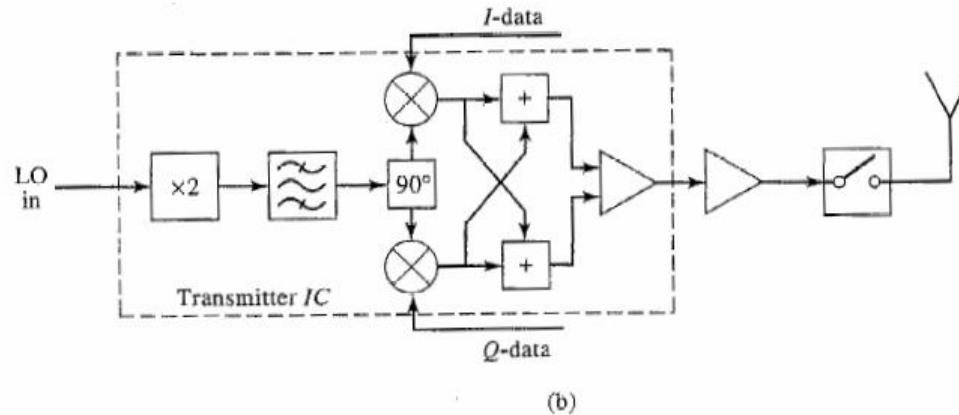 I-data
LO
in
×2
90°
+
+
Transmitter IC
Q-data
(b)